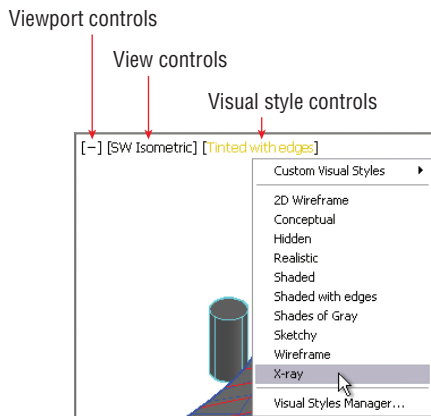 Viewport controls
View controls
Visual style controls
[−] [SW Isometric] [Tinted with edges]
Custom Visual Styles
2D Wireframe
Conceptual
Hidden
Realistic
Shaded
Shaded with edges
Shades of Gray
Sketchy
Wireframe
X-ray
Visual Styles Manager...